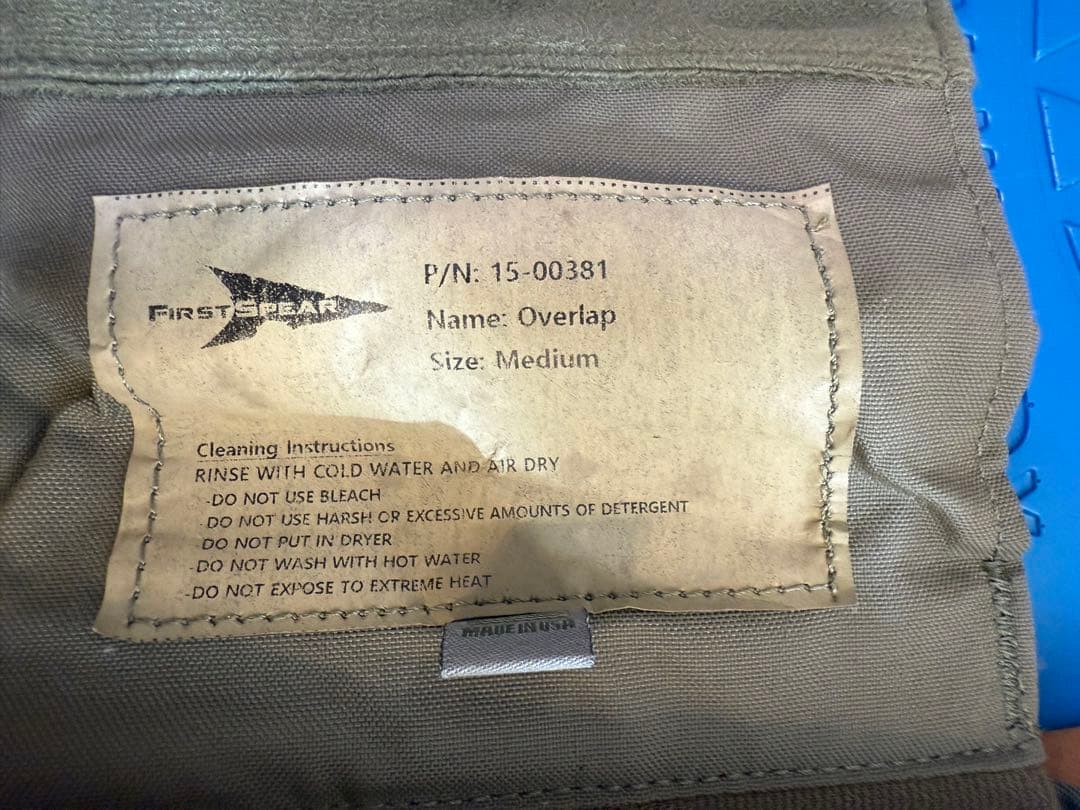 FIRSTSPEAR
P/N: 15-00381
Name: Overlap
Size: Medium
Cleaning Instructions
RINSE WITH COLD WATER AND AIR DRY
-DO NOT USE BLEACH
-DO NOT USE HARSH OR EXCESSIVE AMOUNTS OF DETERGENT
-DO NOT PUT IN DRYER
-DO NOT WASH WITH HOT WATER
-DO NOT EXPOSE TO EXTREME HEAT
MADE IN USA